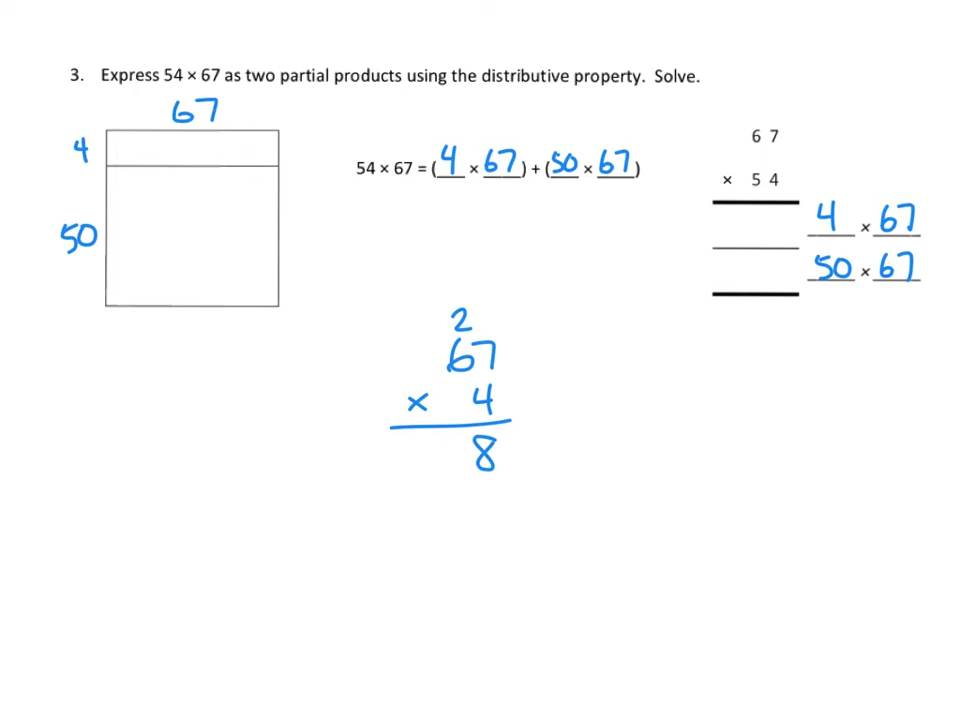 3. Express 54 × 67 as two partial products using the distributive property. Solve.
67
4
50
54 × 67 = (4 × 67) + (50 × 67)
6 7
× 5 4
4 × 67
50 × 67
2
67
× 4
8